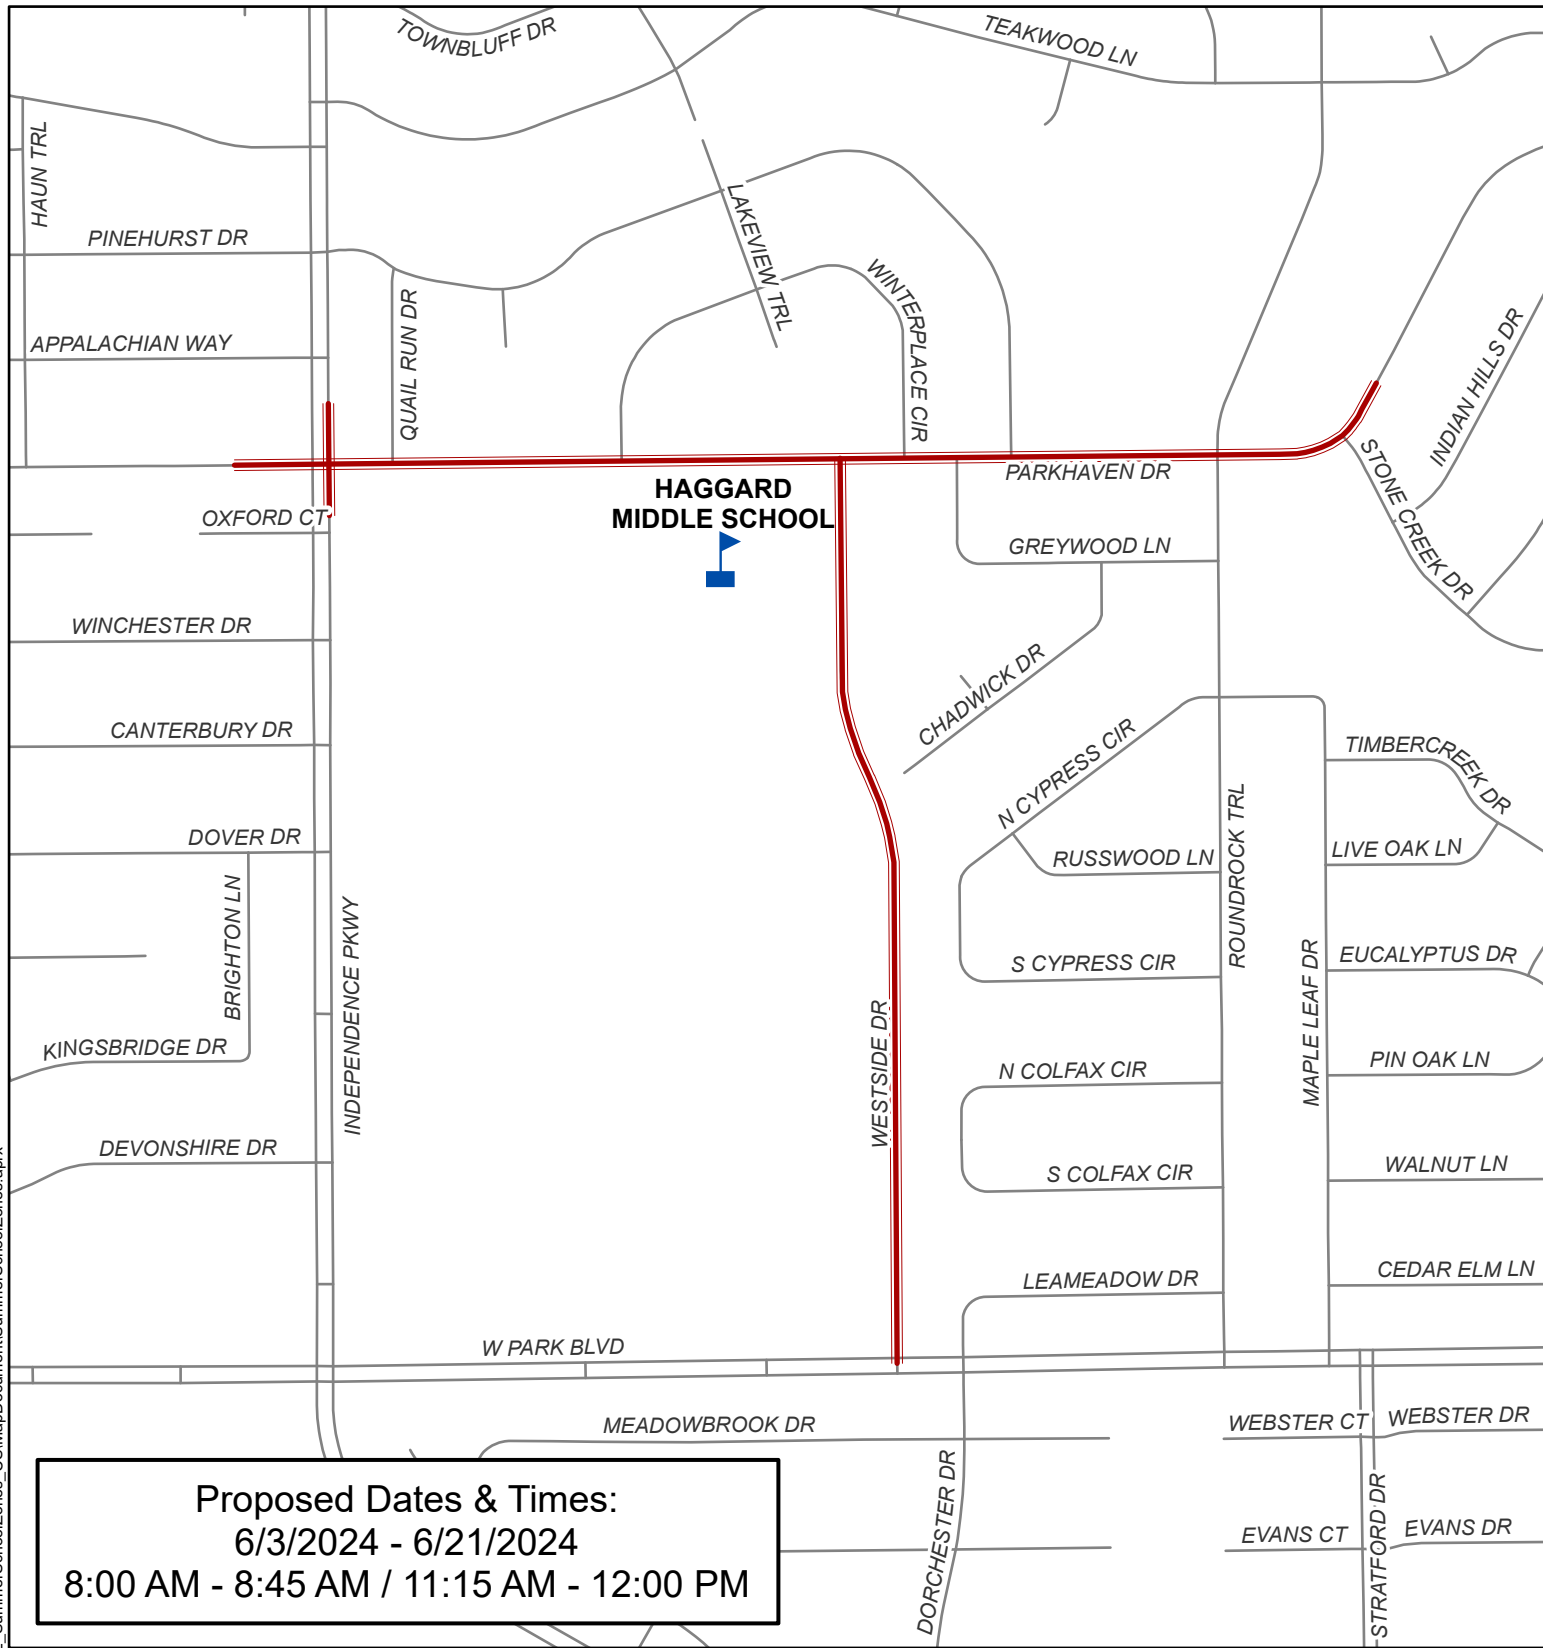 TOWNBLUFF DR
TEAKWOOD LN
HAUN TRL
PINEHURST DR
LAKEVIEW TRL
WINTERPLACE CIR
QUAIL RUN DR
APPALACHIAN WAY
INDIAN HILLS DR
PARKHAVEN DR
STONE CREEK DR
HAGGARD
MIDDLE SCHOOL
OXFORD CT
GREYWOOD LN
WINCHESTER DR
CHADWICK DR
CANTERBURY DR
N CYPRESS CIR
TIMBERCREEK DR
DOVER DR
RUSSWOOD LN
ROUNDROCK TRL
LIVE OAK LN
BRIGHTON LN
INDEPENDENCE PKWY
S CYPRESS CIR
MAPLE LEAF DR
EUCALYPTUS DR
KINGSBRIDGE DR
WESTSIDE DR
N COLFAX CIR
PIN OAK LN
DEVONSHIRE DR
S COLFAX CIR
WALNUT LN
LEAMEADOW DR
CEDAR ELM LN
W PARK BLVD
MEADOWBROOK DR
WEBSTER CT
WEBSTER DR
DORCHESTER DR
STRATFORD DR
EVANS CT
EVANS DR
Proposed Dates & Times:
6/3/2024 - 6/21/2024
8:00 AM - 8:45 AM / 11:15 AM - 12:00 PM